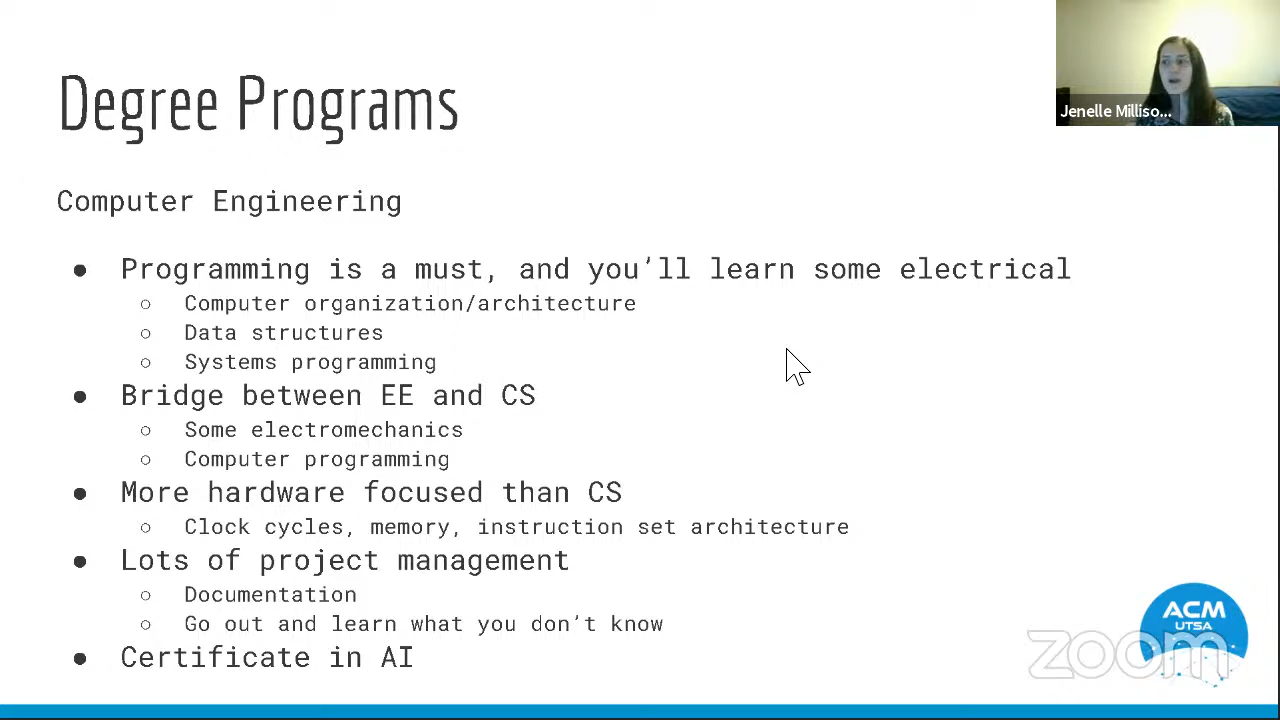 Degree Programs
Jenelle Milliso...
Computer Engineering
● Programming is a must, and you’ll learn some electrical
○ Computer organization/architecture
○ Data structures
○ Systems programming
● Bridge between EE and CS
○ Some electromechanics
○ Computer programming
● More hardware focused than CS
○ Clock cycles, memory, instruction set architecture
● Lots of project management
○ Documentation
○ Go out and learn what you don’t know
● Certificate in AI
ACM
UTSA
zoom